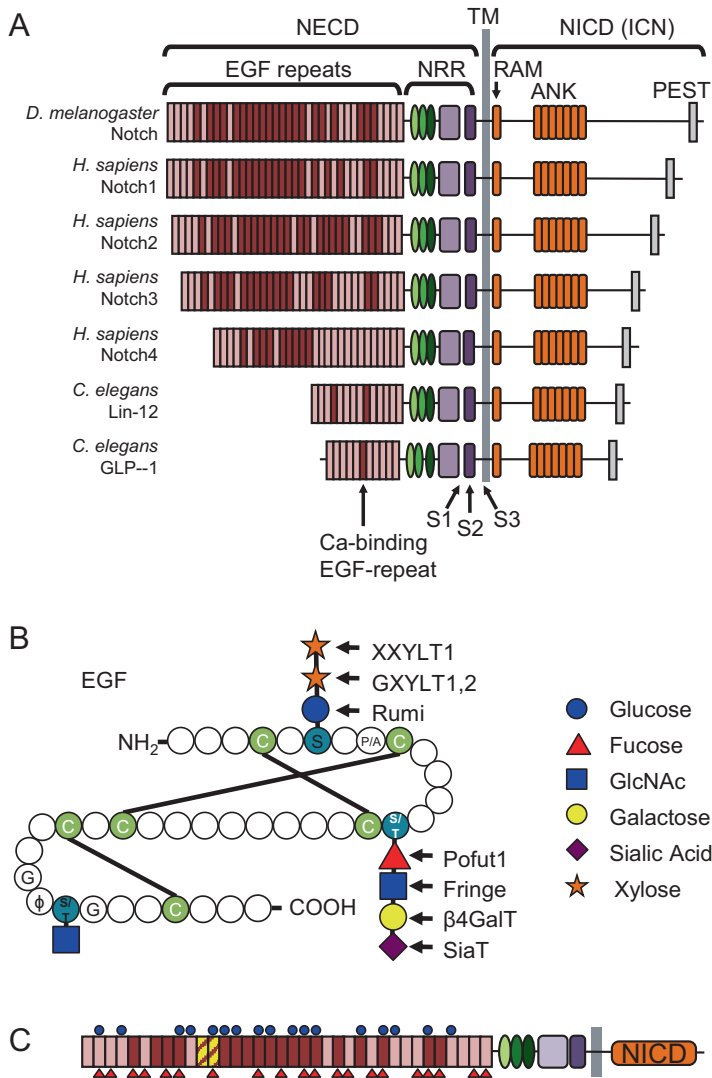 A
NECD
TM
NICD (ICN)
EGF repeats
NRR
RAM
ANK
PEST
D. melanogaster
Notch
H. sapiens
Notch1
H. sapiens
Notch2
H. sapiens
Notch3
H. sapiens
Notch4
C. elegans
Lin-12
C. elegans
GLP--1
S1
S2
S3
Ca-binding
EGF-repeat
B
EGF
XXYLT1
GXYLT1,2
Rumi
NH2
C
S
P/A
C
C
C
C
S/
T
G
ϕ
S/
T
G
C
COOH
Pofut1
Fringe
β4GalT
SiaT
Glucose
Fucose
GlcNAc
Galactose
Sialic Acid
Xylose
C
NICD